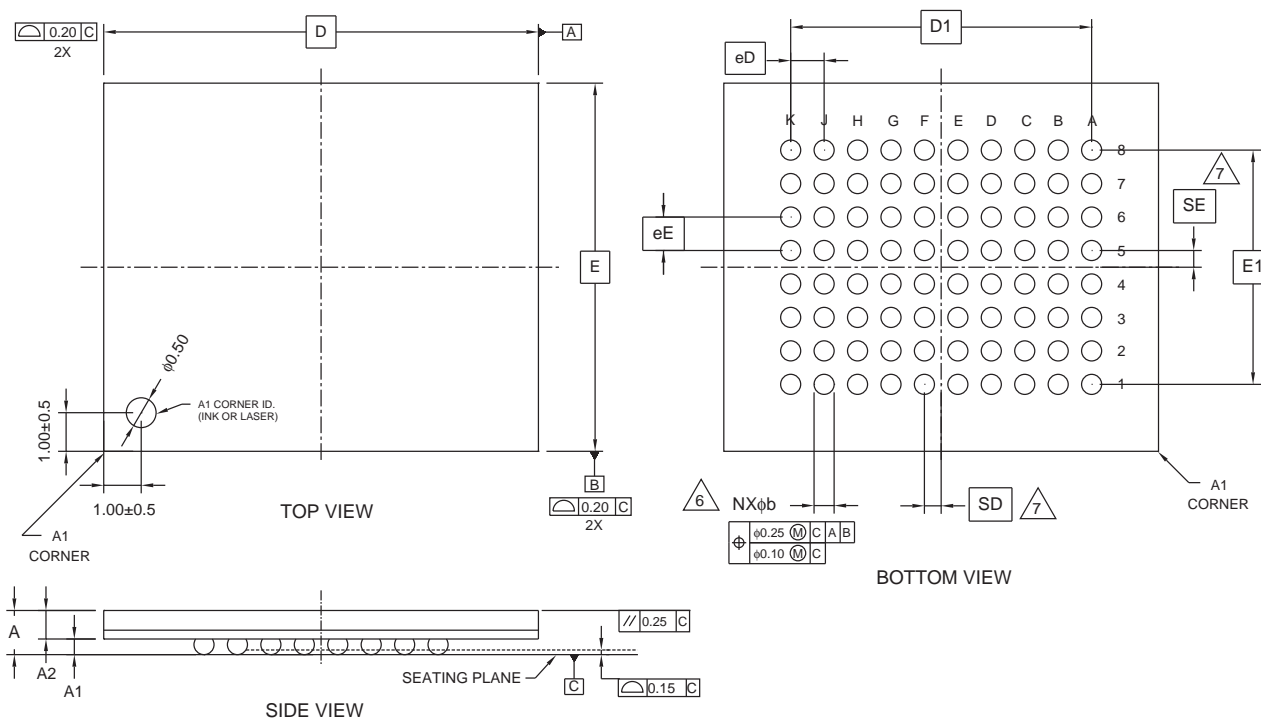 0.20 C
2X
D
A
E
φ0.50
A1 CORNER ID.
(INK OR LASER)
1.00±0.5
1.00±0.5
B
0.20 C
2X
TOP VIEW
A1
CORNER
D1
eD
K J H G F E D C B A
8
7
6
5
4
3
2
1
7
SE
eE
E1
6
NXφb
φ0.25 M C A B
φ0.10 M C
SD
7
A1
CORNER
BOTTOM VIEW
A
A2
A1
// 0.25 C
SEATING PLANE
C
0.15 C
SIDE VIEW